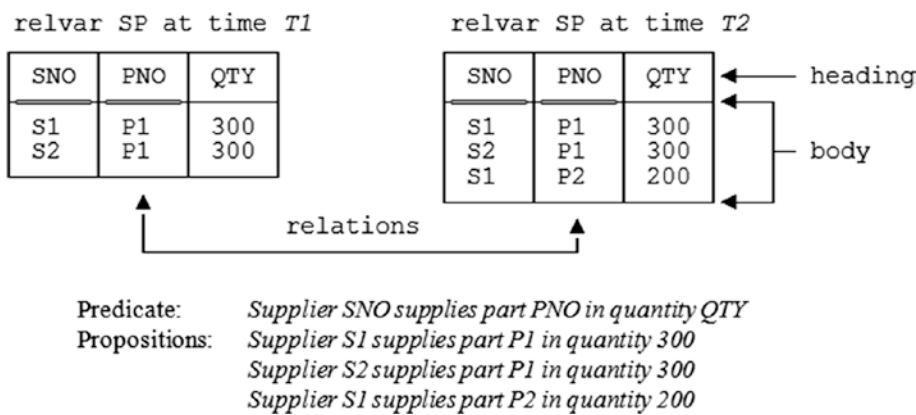 relvar SP at time T1
relvar SP at time T2
SNO PNO QTY
S1 P1 300
S2 P1 300
SNO PNO QTY
S1 P1 300
S2 P1 300
S1 P2 200
heading
body
relations
Predicate: Supplier SNO supplies part PNO in quantity QTY
Propositions: Supplier S1 supplies part P1 in quantity 300
Supplier S2 supplies part P1 in quantity 300
Supplier S1 supplies part P2 in quantity 200